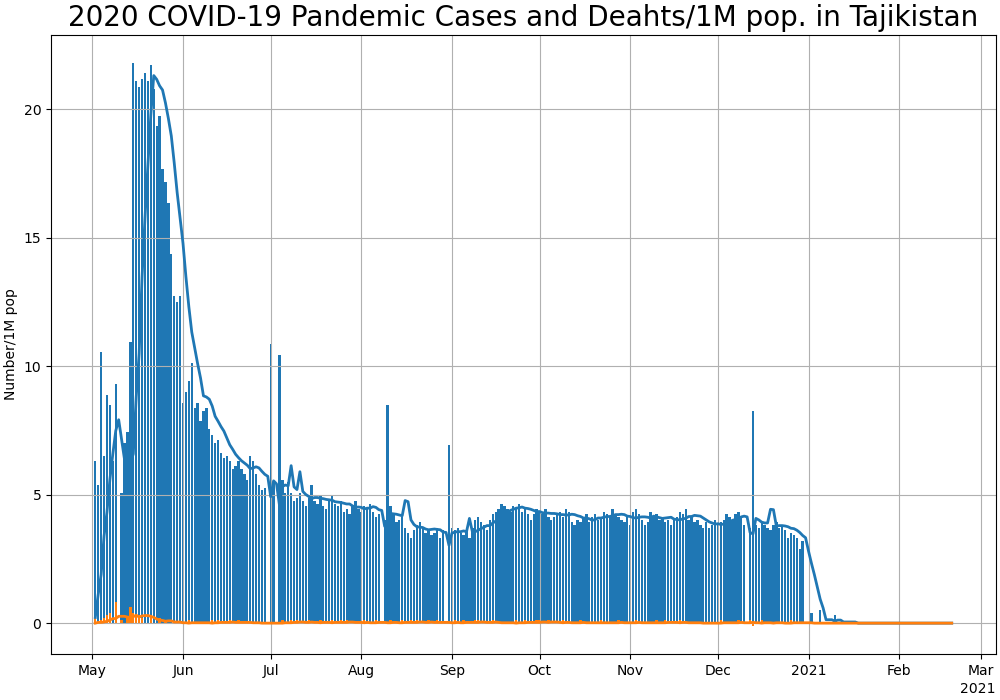 2020 COVID-19 Pandemic Cases and Deahts/1M pop. in Tajikistan
Number/1M pop
20
15
10
5
0
May Jun Jul Aug Sep Oct Nov Dec 2021 Feb Mar
2021